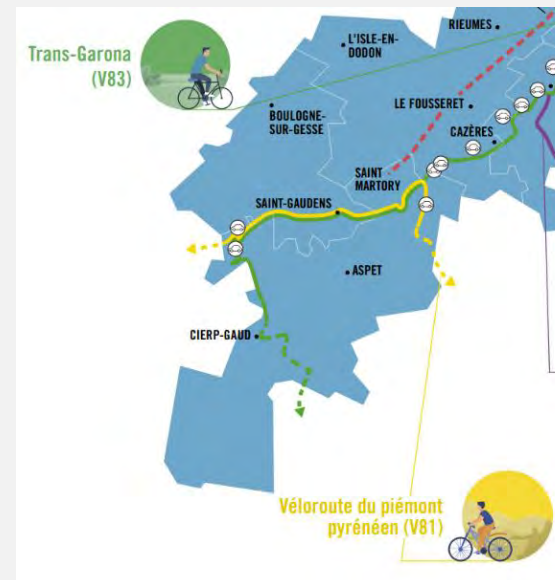 RIEUMES
L'ISLE-EN-
DODON
Trans-Garona
(V83)
LE FOUSSERET
BOULOGNE-
SUR-GESSE
CAZÈRES
SAINT
MARTORY
SAINT-GAUDENS
ASPET
CIERP-GAUD
Véloroute du piémont
pyrénéen (V81)